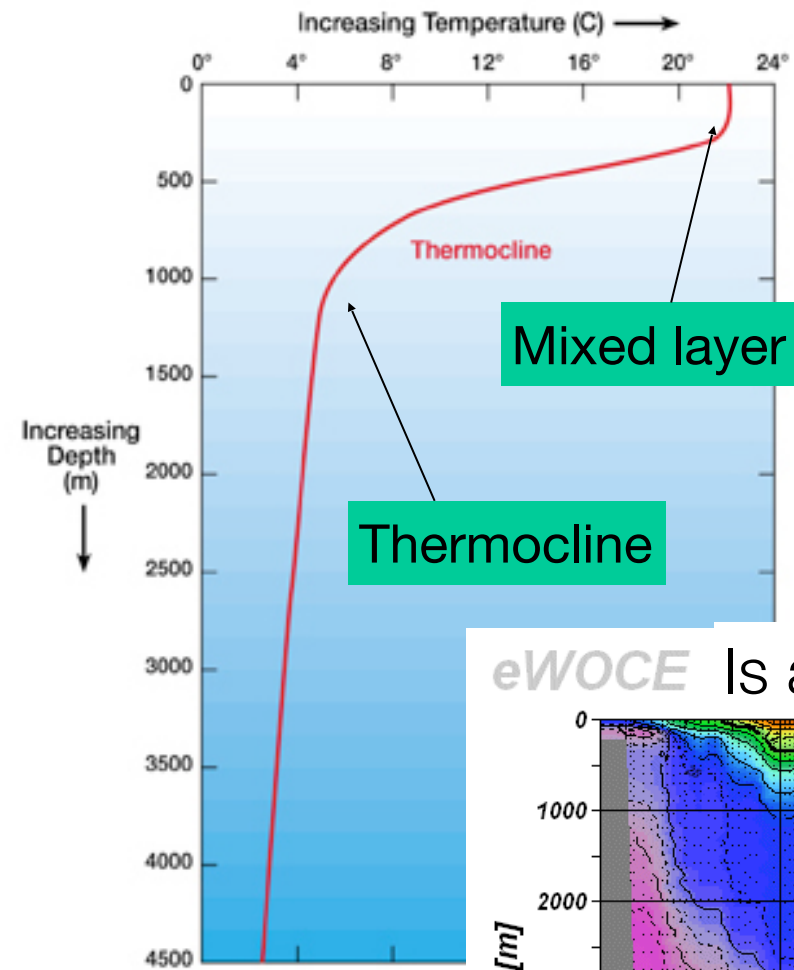 Increasing Temperature (C)
0° 4° 8° 12° 16° 20° 24°
0
500
Thermocline
1000
Mixed layer
1500
Increasing
Depth
(m)
2000
Thermocline
2500
3000
3500
4000
4500
eWOCE Is a
0
1000
2000
[m]